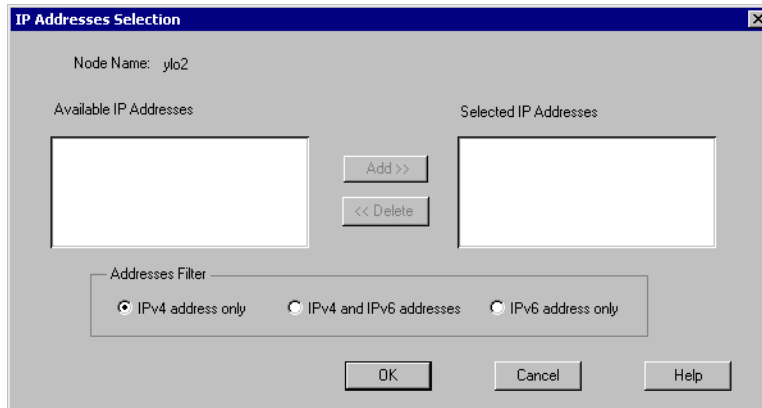 IP Addresses Selection
Node Name: ylo2
Available IP Addresses
Selected IP Addresses
Add >>
<< Delete
Addresses Filter
IPv4 address only
IPv4 and IPv6 addresses
IPv6 address only
OK
Cancel
Help